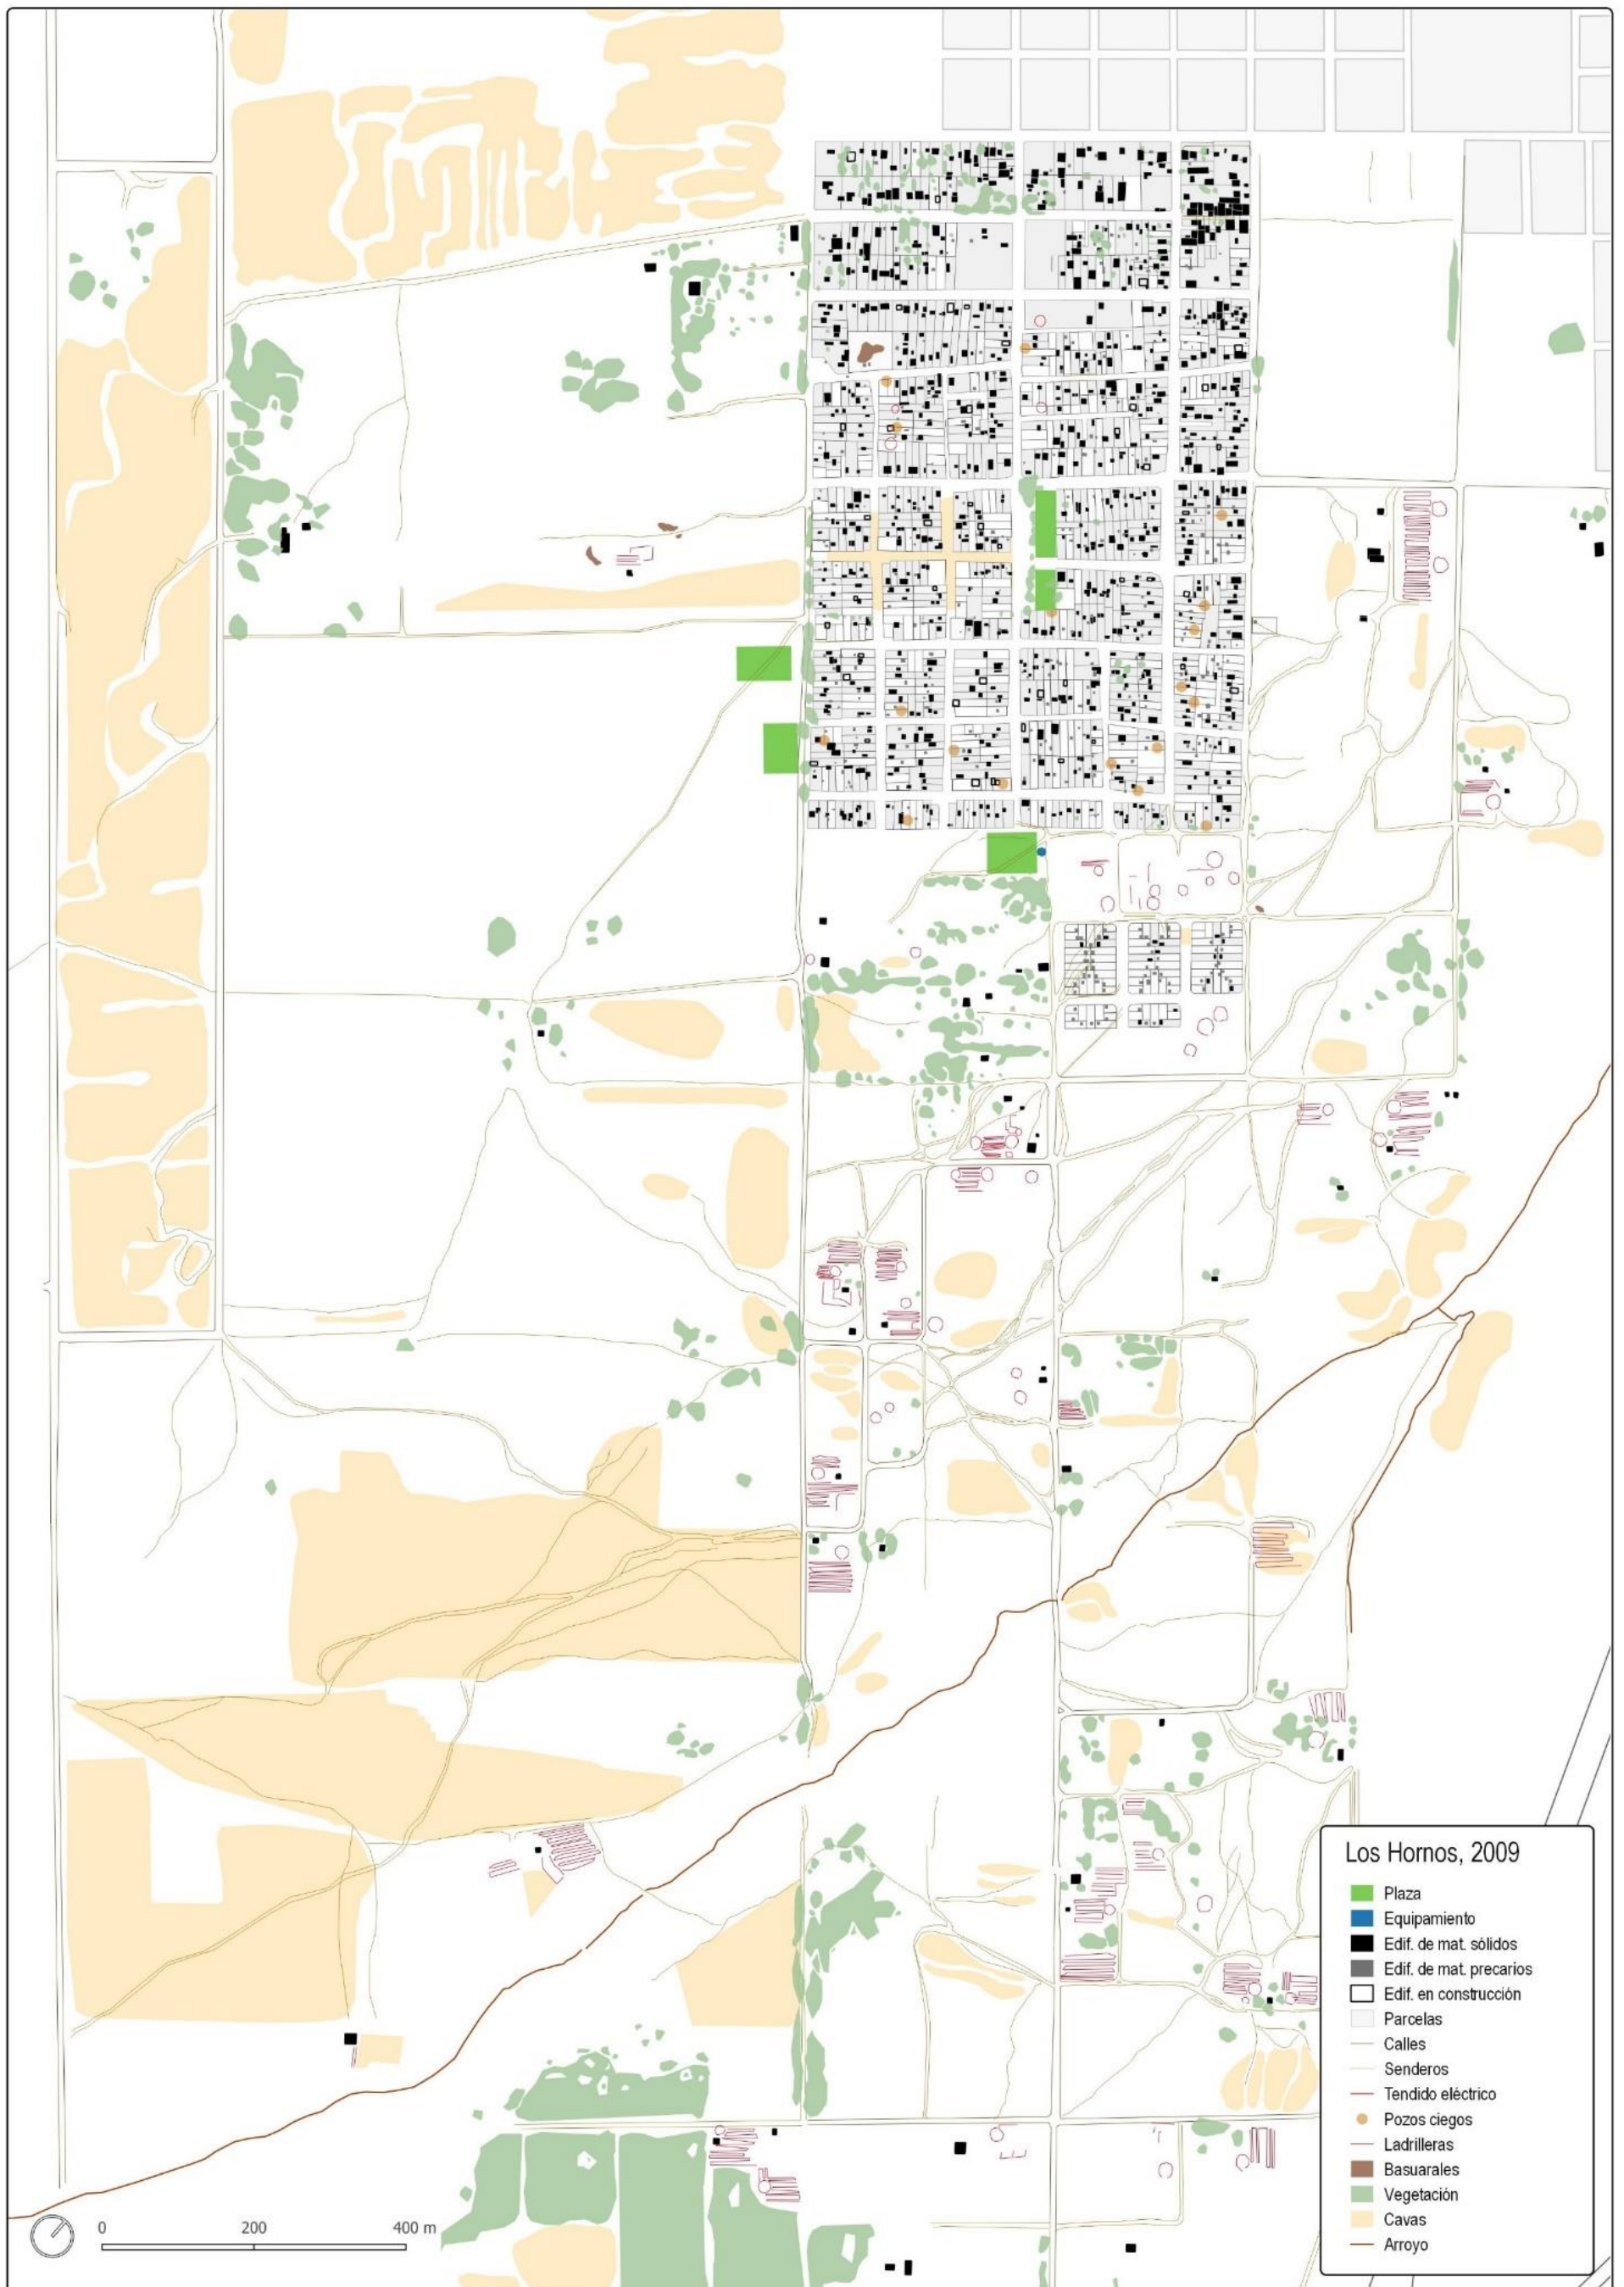 Los Hornos, 2009
Plaza
Equipamiento
Edif. de mat. sólidos
Edif. de mat. precarios
Edif. en construcción
Parcelas
Calles
Senderos
Tendido eléctrico
Pozos ciegos
Ladrilleras
Basuarales
Vegetación
Cavas
Arroyo
0 200 400 m